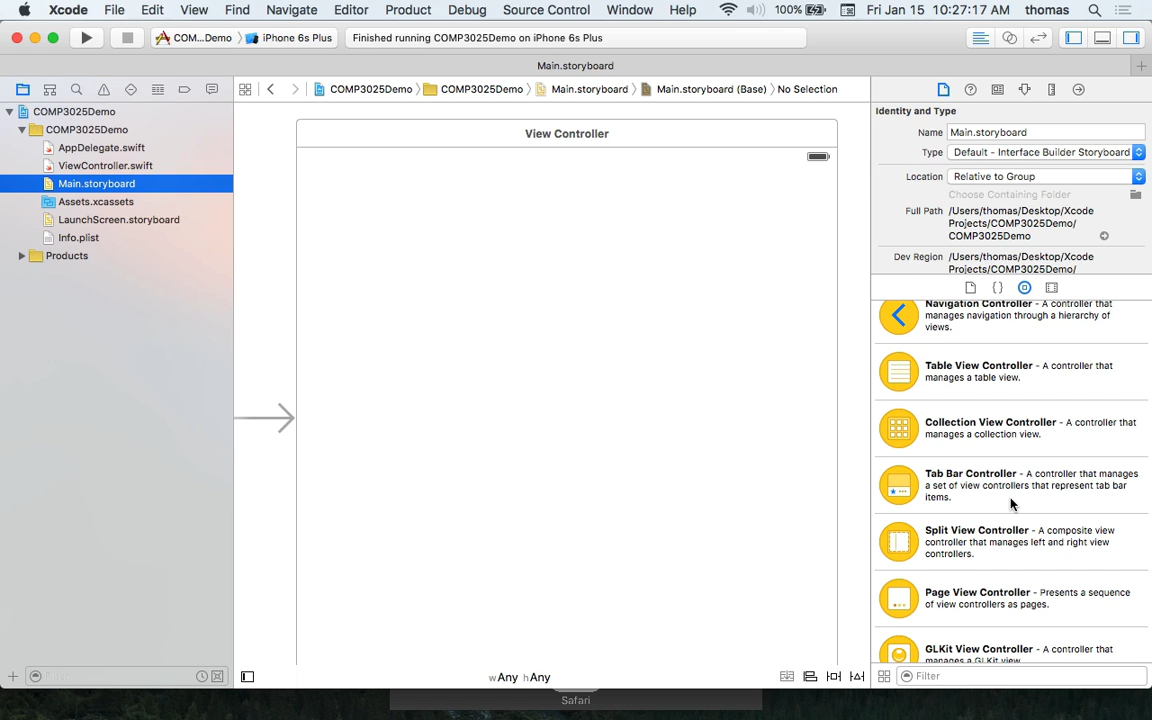 Xcode File Edit View Find Navigate Editor Product Debug Source Control Window Help 100% Fri Jan 15 10:27:17 AM thomas
COM...Demo iPhone 6s Plus Finished running COMP3025Demo on iPhone 6s Plus
Main.storyboard
COMP3025Demo COMP3025Demo Main.storyboard Main.storyboard (Base) No Selection
COMP3025Demo
COMP3025Demo
AppDelegate.swift
ViewController.swift
Main.storyboard
Assets.xcassets
LaunchScreen.storyboard
Info.plist
Products
View Controller
Identity and Type
Name Main.storyboard
Type Default - Interface Builder Storyboard
Location Relative to Group
Choose Containing Folder
Full Path /Users/thomas/Desktop/Xcode
Projects/COMP3025Demo/
COMP3025Demo
Dev Region /Users/thomas/Desktop/Xcode
Projects/COMP3025Demo/
Navigation Controller - A controller that
manages navigation through a hierarchy of
views.
Table View Controller - A controller that
manages a table view.
Collection View Controller - A controller that
manages a collection view.
Tab Bar Controller - A controller that manages
a set of view controllers that represent tab bar
items.
Split View Controller - A composite view
controller that manages left and right view
controllers.
Page View Controller - Presents a sequence
of view controllers as pages.
GLKit View Controller - A controller that
manages a GLKit view.
Filter
wAny hAny
Filter
Safari